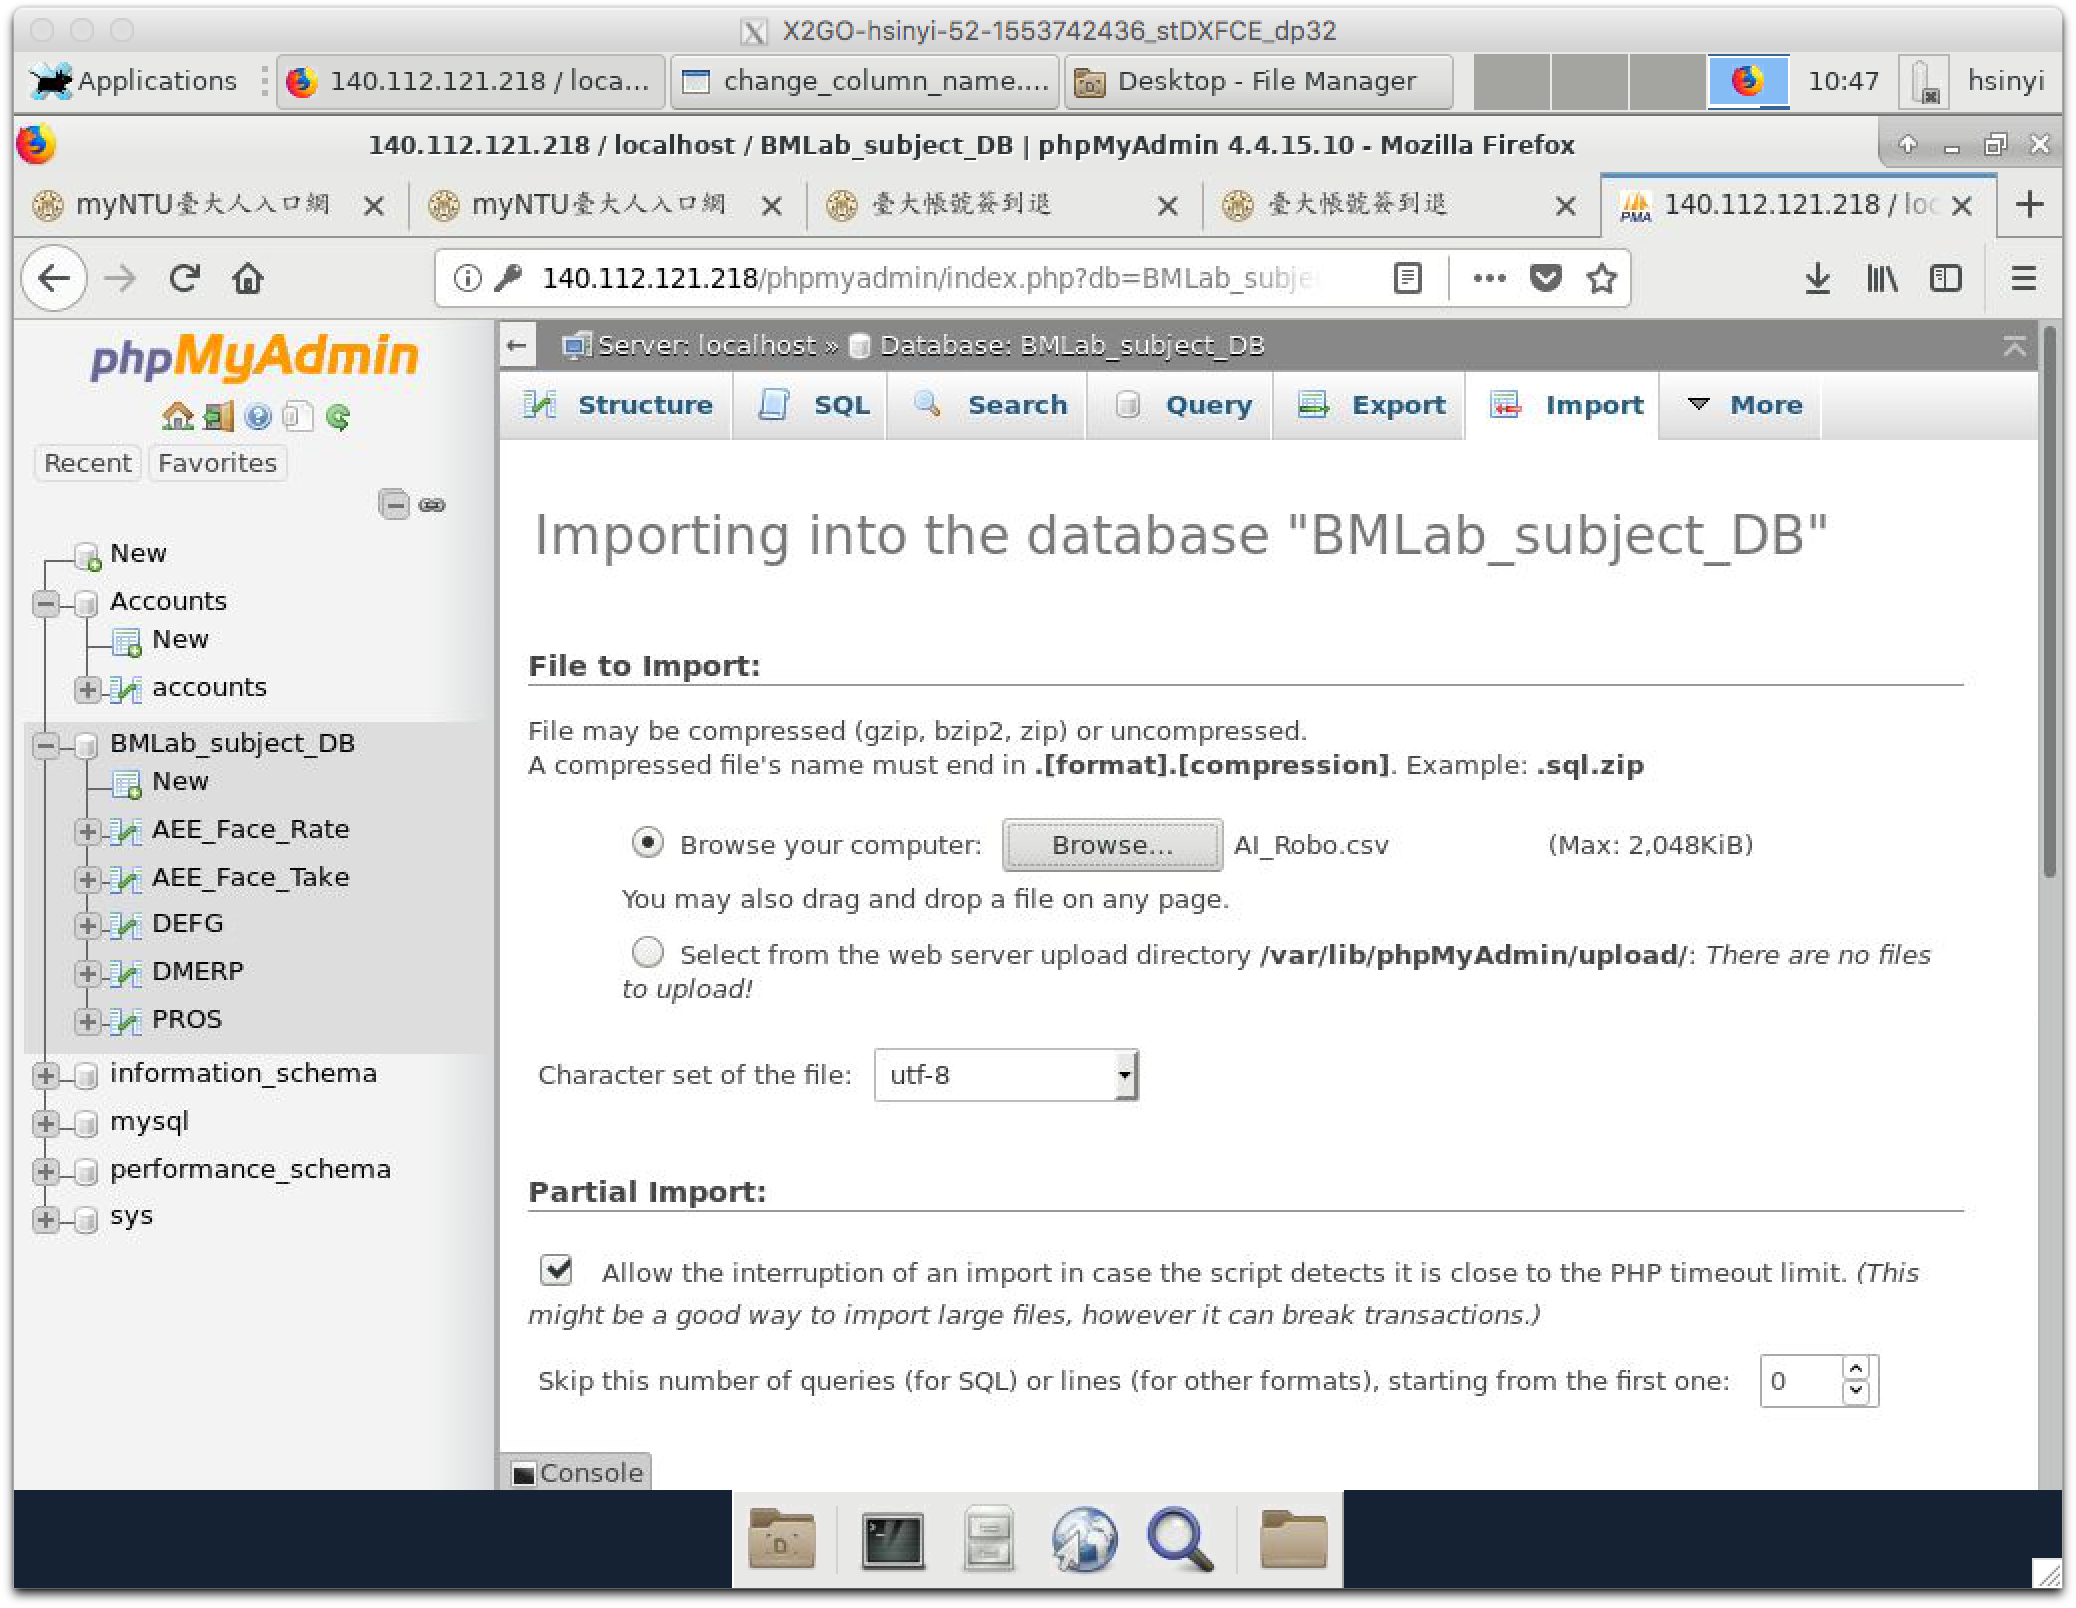 X2GO-hsinyi-52-1553742436_stDXFCE_dp32
Applications 140.112.121.218 / loca... change_column_name.... Desktop - File Manager 10:47 hsinyi
140.112.121.218 / localhost / BMLab_subject_DB | phpMyAdmin 4.4.15.10 - Mozilla Firefox
myNTU臺大人入口網 myNTU臺大人入口網 臺大帳號簽到退 臺大帳號簽到退 PMA 140.112.121.218 / loc
140.112.121.218/phpmyadmin/index.php?db=BMLab_subje
phpMyAdmin
Recent Favorites
New
Accounts
New
accounts
BMLab_subject_DB
New
AEE_Face_Rate
AEE_Face_Take
DEFG
DMERP
PROS
information_schema
mysql
performance_schema
sys
Server: localhost » Database: BMLab_subject_DB
Structure SQL Search Query Export Import More
Importing into the database "BMLab_subject_DB"
File to Import:
File may be compressed (gzip, bzip2, zip) or uncompressed.
A compressed file's name must end in .[format].[compression]. Example: .sql.zip
Browse your computer: Browse... AI_Robo.csv (Max: 2,048KiB)
You may also drag and drop a file on any page.
Select from the web server upload directory /var/lib/phpMyAdmin/upload/: There are no files
to upload!
Character set of the file: utf-8
Partial Import:
Allow the interruption of an import in case the script detects it is close to the PHP timeout limit. (This
might be a good way to import large files, however it can break transactions.)
Skip this number of queries (for SQL) or lines (for other formats), starting from the first one: 0
Console